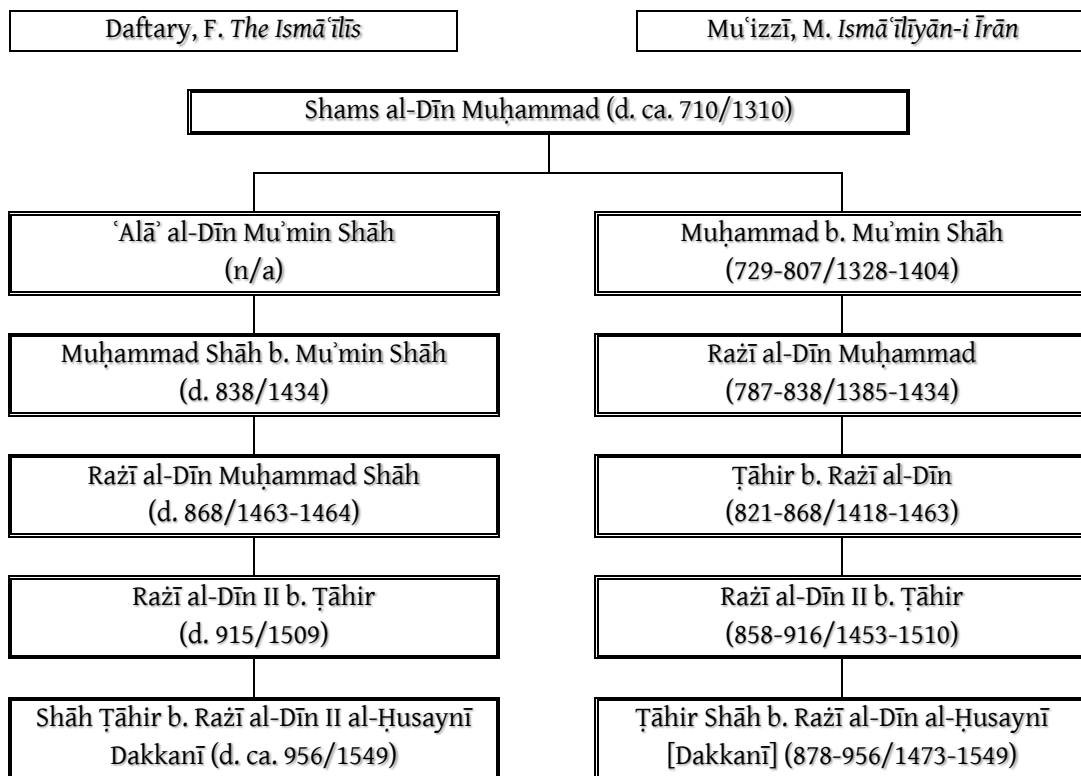 Daftary, F. The Ismāʿīlīs
Muʿizzī, M. Ismāʿīlīyān-i Īrān
Shams al-Dīn Muḥammad (d. ca. 710/1310)
ʿAlāʾ al-Dīn Muʾmin Shāh
(n/a)
Muḥammad b. Muʾmin Shāh
(729-807/1328-1404)
Muḥammad Shāh b. Muʾmin Shāh
(d. 838/1434)
Rażī al-Dīn Muḥammad
(787-838/1385-1434)
Rażī al-Dīn Muḥammad Shāh
(d. 868/1463-1464)
Ṭāhir b. Rażī al-Dīn
(821-868/1418-1463)
Rażī al-Dīn II b. Ṭāhir
(d. 915/1509)
Rażī al-Dīn II b. Ṭāhir
(858-916/1453-1510)
Shāh Ṭāhir b. Rażī al-Dīn II al-Ḥusaynī
Dakkanī (d. ca. 956/1549)
Ṭāhir Shāh b. Rażī al-Dīn al-Ḥusaynī
[Dakkanī] (878-956/1473-1549)